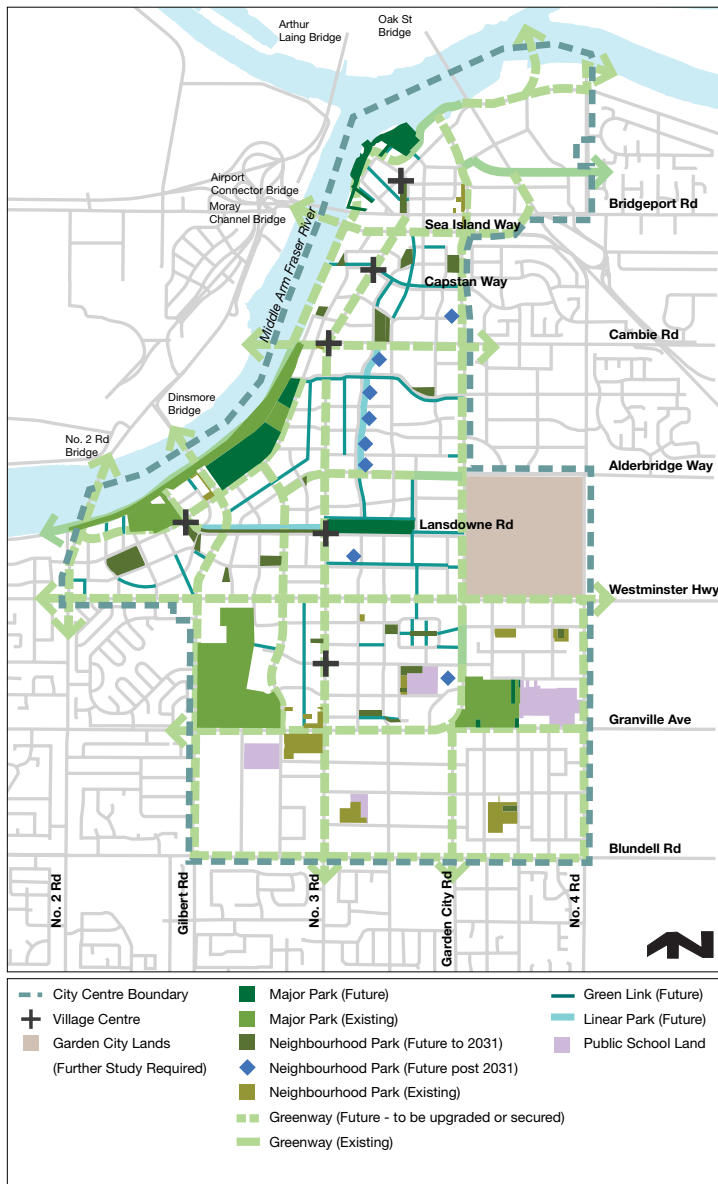 Arthur
Laing Bridge
Oak St
Bridge
Airport
Connector Bridge
Moray
Channel Bridge
Bridgeport Rd
Sea Island Way
Middle Arm Fraser River
Capstan Way
Cambie Rd
Dinsmore
Bridge
No. 2 Rd
Bridge
Alderbridge Way
Lansdowne Rd
Westminster Hwy
Granville Ave
Blundell Rd
No. 2 Rd
Gilbert Rd
No. 3 Rd
Garden City Rd
No. 4 Rd
N
City Centre Boundary
Village Centre
Garden City Lands
(Further Study Required)
Major Park (Future)
Major Park (Existing)
Neighbourhood Park (Future to 2031)
Neighbourhood Park (Future post 2031)
Neighbourhood Park (Existing)
Greenway (Future - to be upgraded or secured)
Greenway (Existing)
Green Link (Future)
Linear Park (Future)
Public School Land